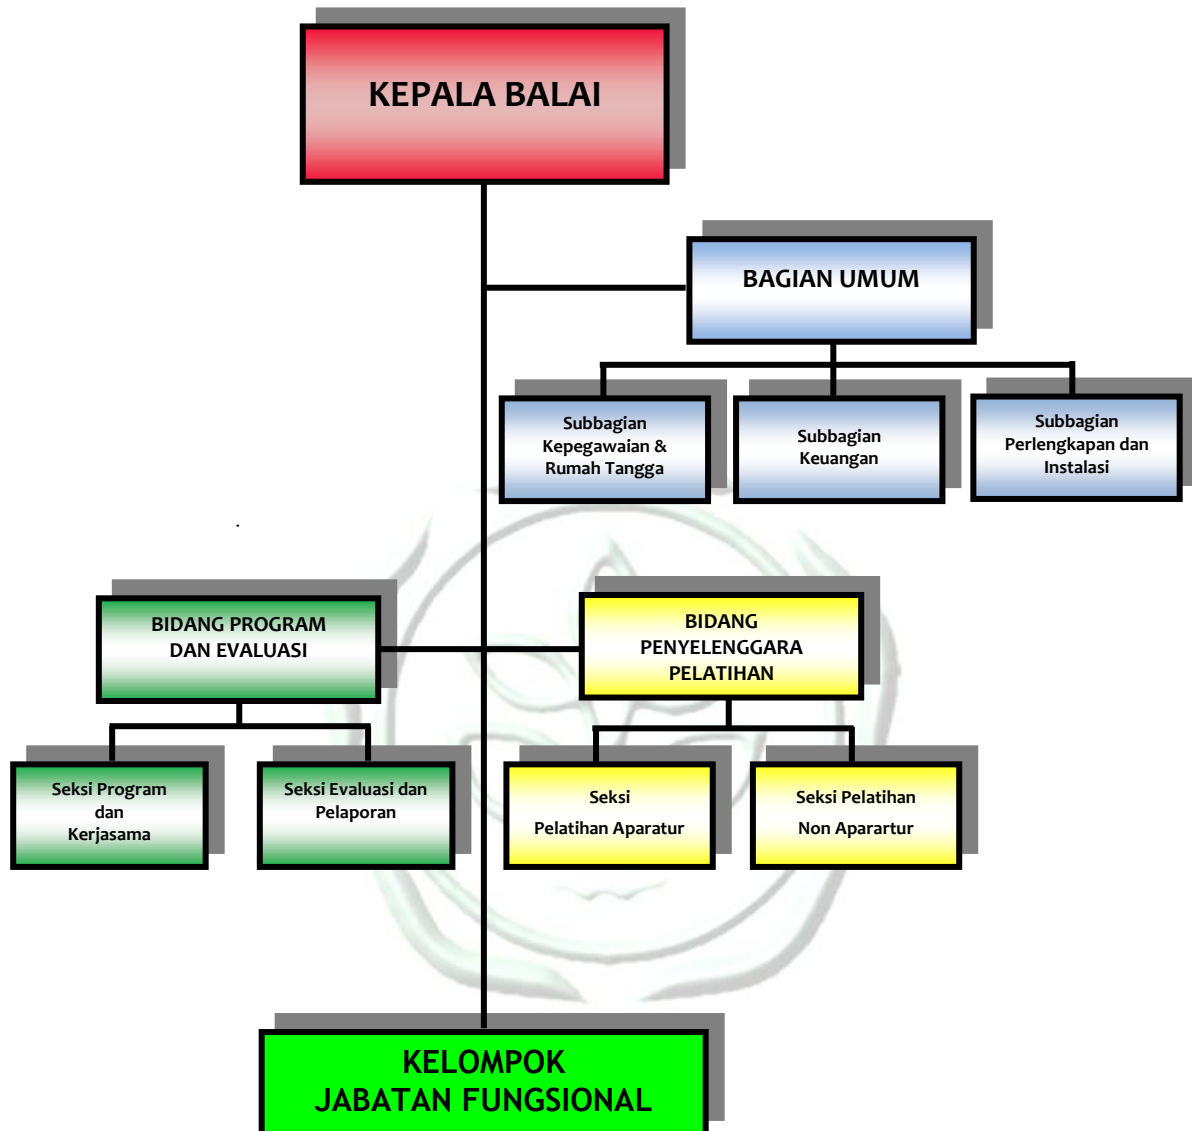 KEPALA BALAI
BAGIAN UMUM
Subbagian
Kepegawaian &
Rumah Tangga
Subbagian
Keuangan
Subbagian
Perlengkapan dan
Instalasi
BIDANG PROGRAM
DAN EVALUASI
BIDANG
PENYELENGGARA
PELATIHAN
Seksi Program
dan
Kerjasama
Seksi Evaluasi dan
Pelaporan
Seksi
Pelatihan Aparatur
Seksi Pelatihan
Non Aparartur
KELOMPOK
JABATAN FUNGSIONAL